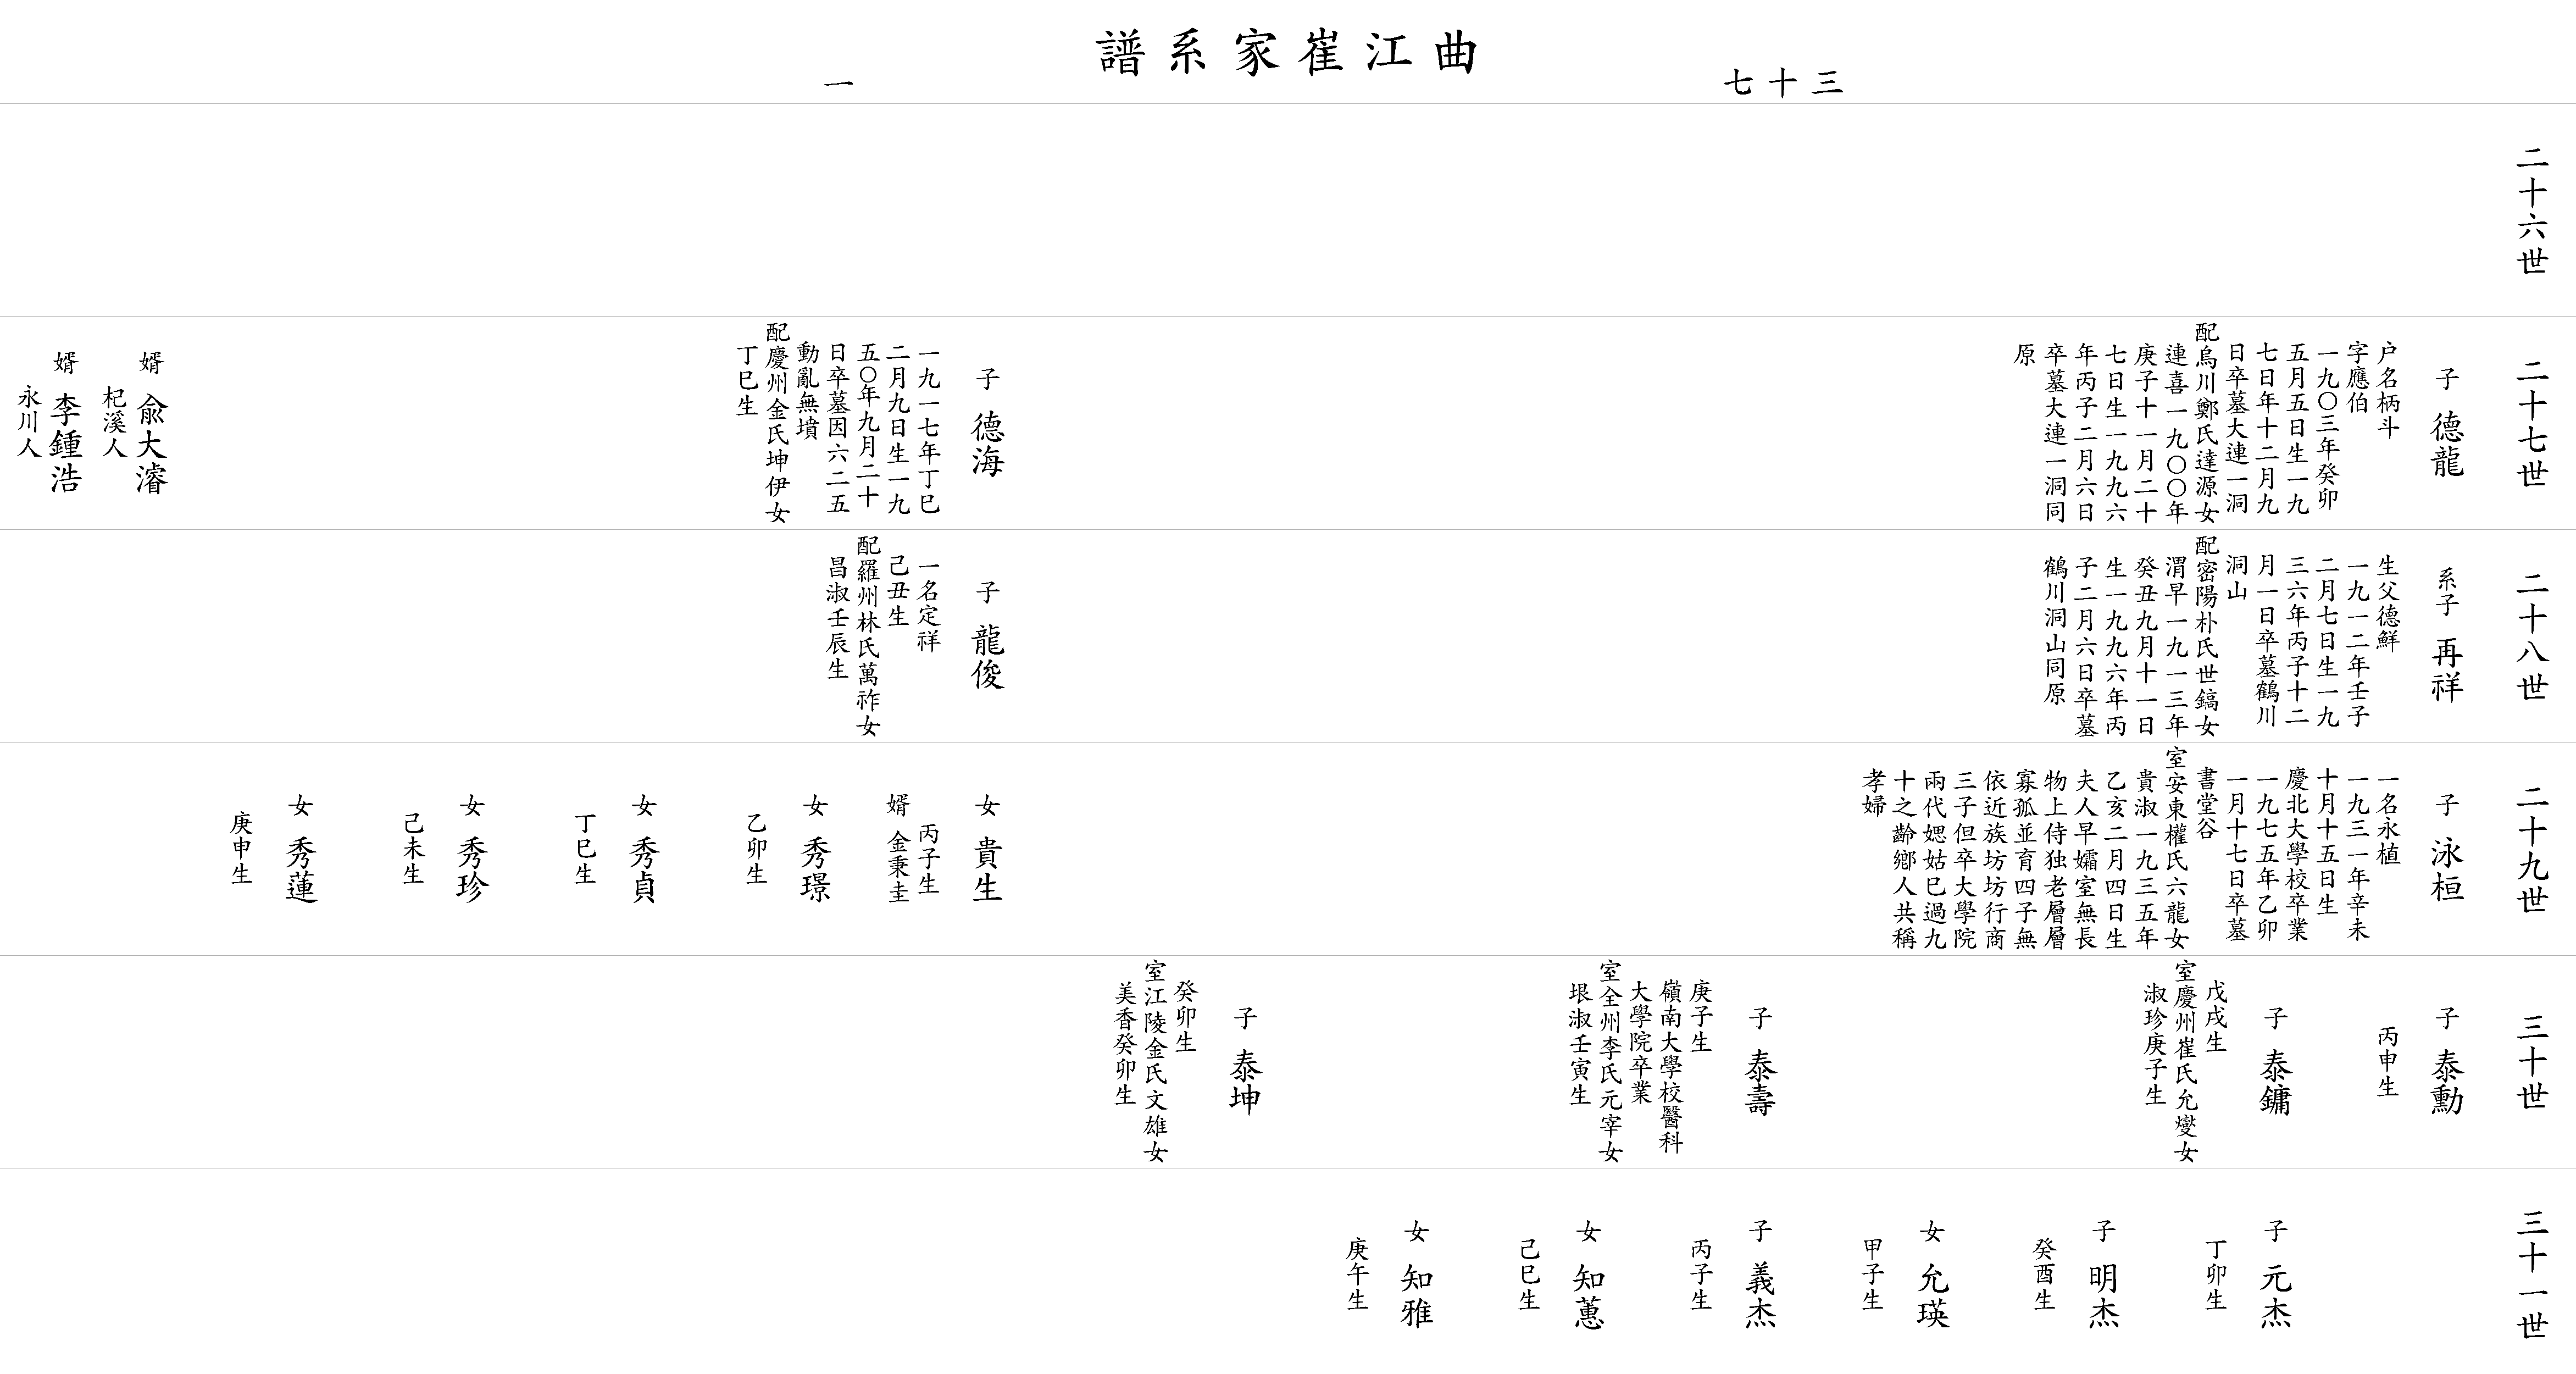 曲江崔家系譜
三十七
一
二十六世
二十七世
子 德龍
户名柄斗
字應伯
一九〇三年癸卯
五月五日生一九
七日年十二月九
日卒墓大連一洞
配烏川鄭氏達源女
連喜一九〇〇年
庚子十一月二十
七日生一九九六
年丙子二月六日
卒墓大連一洞同
原
子 德海
一九一七年丁巳
二月九日生一九
五〇年九月二十
日卒墓因六二五
動亂無墳
配慶州金氏坤伊女
丁巳生
婿 兪大濬
杞溪人
婿 李鍾浩
永川人
二十八世
系子 再祥
生父德鮮
一九一二年壬子
二月七日生一九
三六年丙子十二
月一日卒墓鶴川
洞山
配密陽朴氏世鎬女
渭早一九一三年
癸丑九月十一日
生一九九六年丙
子二月六日卒墓
鶴川洞山同原
子 龍俊
一名定祥
己丑生
配羅州林氏萬祚女
昌淑壬辰生
二十九世
子 泳桓
一名永植
一九三一年辛未
十月十五日生
慶北大學校卒業
一九七五年乙卯
一月十七日卒墓
書堂谷
室安東權氏六龍女
貴淑一九三五年
乙亥二月四日生
夫人早孀室無長
物上侍独老層層
寡孤並育四子無
依近族坊坊行商
三子但卒大學院
兩代媤姑巳過九
十之齡鄉人共稱
孝婦
女 貴生
丙子生
婿 金秉圭
女 秀璟
乙卯生
女 秀貞
丁巳生
女 秀珍
己未生
女 秀蓮
庚申生
三十世
子 泰勳
丙申生
子 泰鏞
戊戌生
室慶州崔氏允燮女
淑珍庚子生
子 泰壽
庚子生
嶺南大學校醫科
大學院卒業
室全州李氏元宰女
垠淑壬寅生
子 泰坤
癸卯生
室江陵金氏文雄女
美香癸卯生
三十一世
子 元杰
丁卯生
子 明杰
癸酉生
女 允瑛
甲子生
子 義杰
丙子生
女 知蕙
己巳生
女 知雅
庚午生